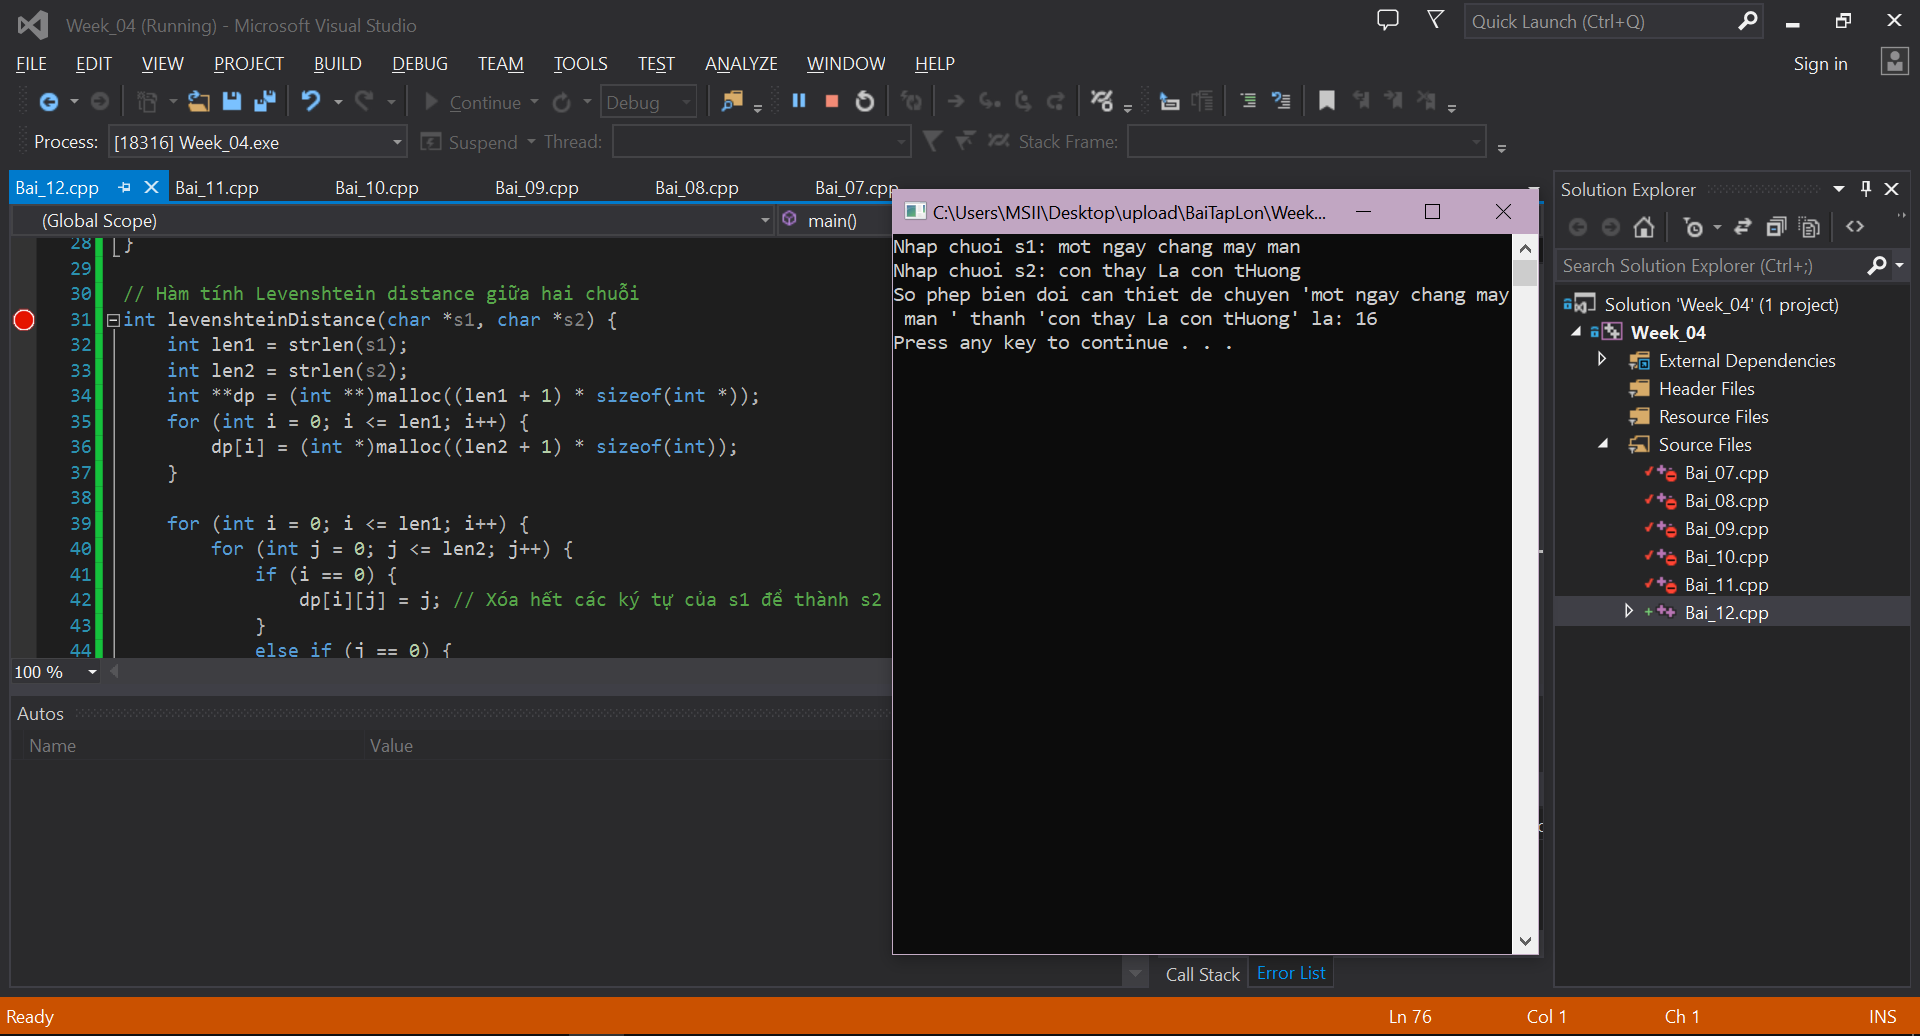 Week_04 (Running) - Microsoft Visual Studio
Quick Launch (Ctrl+Q)
FILE EDIT VIEW PROJECT BUILD DEBUG TEAM TOOLS TEST ANALYZE WINDOW HELP
Sign in
Continue
Debug
Process: [18316] Week_04.exe
Suspend
Thread:
Stack Frame:
Bai_12.cpp Bai_11.cpp Bai_10.cpp Bai_09.cpp Bai_08.cpp Bai_07.cpp
(Global Scope)
main()
28 }
29
30 // Hàm tính Levenshtein distance giữa hai chuỗi
31 int levenshteinDistance(char *s1, char *s2) {
32 int len1 = strlen(s1);
33 int len2 = strlen(s2);
34 int **dp = (int **)malloc((len1 + 1) * sizeof(int *));
35 for (int i = 0; i <= len1; i++) {
36 dp[i] = (int *)malloc((len2 + 1) * sizeof(int));
37 }
38
39 for (int i = 0; i <= len1; i++) {
40 for (int j = 0; j <= len2; j++) {
41 if (i == 0) {
42 dp[i][j] = j; // Xóa hết các ký tự của s1 để thành s2
43 }
44 else if (j == 0) {
100 %
Autos
Name Value
C:\Users\MSII\Desktop\upload\BaiTapLon\Week...
Nhap chuoi s1: mot ngay chang may man
Nhap chuoi s2: con thay La con tHuong
So phep bien doi can thiet de chuyen 'mot ngay chang may
 man ' thanh 'con thay La con tHuong' la: 16
Press any key to continue . . .
Call Stack Error List
Solution Explorer
Search Solution Explorer (Ctrl+;)
Solution 'Week_04' (1 project)
Week_04
External Dependencies
Header Files
Resource Files
Source Files
Bai_07.cpp
Bai_08.cpp
Bai_09.cpp
Bai_10.cpp
Bai_11.cpp
Bai_12.cpp
Ready
Ln 76 Col 1 Ch 1 INS